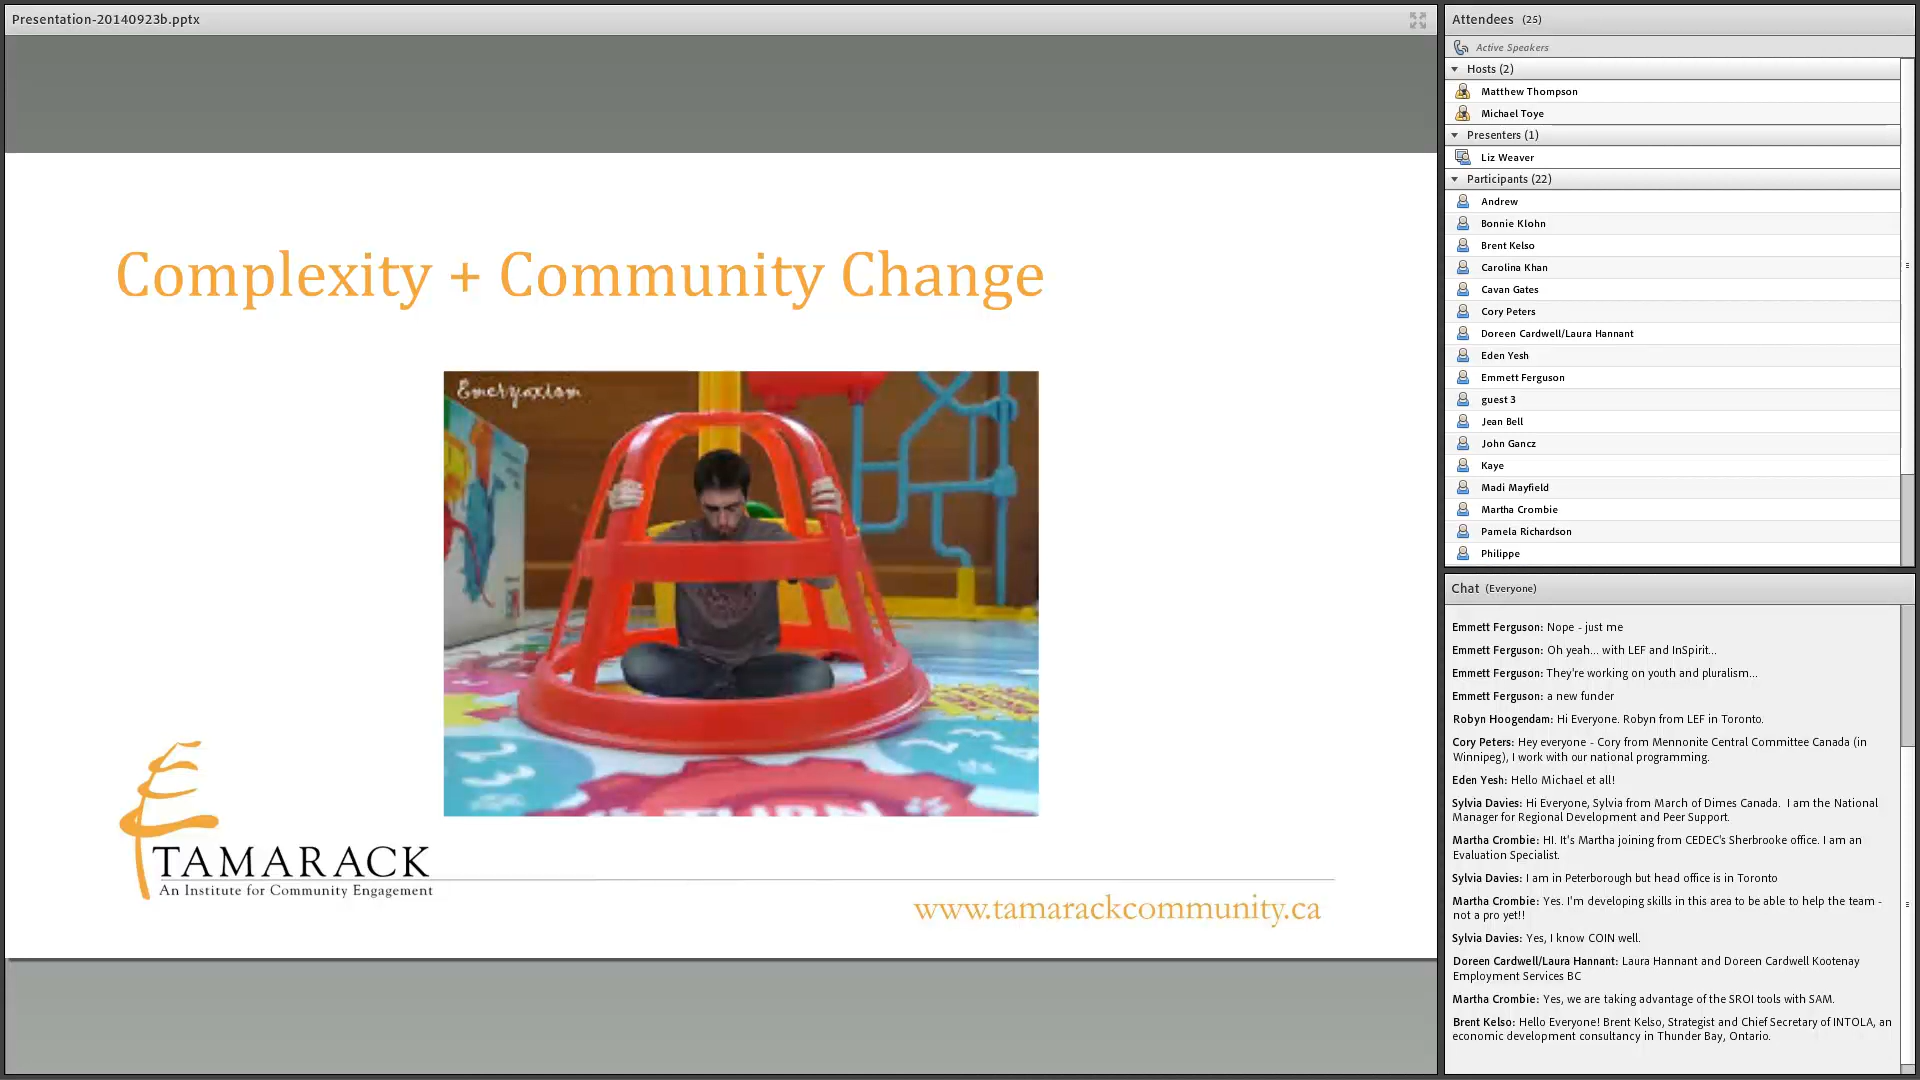 Presentation-20140923b.pptx
Complexity + Community Change
Emeryaxiom
TURN
TAMARACK
An Institute for Community Engagement
www.tamarackcommunity.ca
Attendees (25)
Active Speakers
Hosts (2)
Matthew Thompson
Michael Toye
Presenters (1)
Liz Weaver
Participants (22)
Andrew
Bonnie Klohn
Brent Kelso
Carolina Khan
Cavan Gates
Cory Peters
Doreen Cardwell/Laura Hannant
Eden Yesh
Emmett Ferguson
guest 3
Jean Bell
John Gancz
Kaye
Madi Mayfield
Martha Crombie
Pamela Richardson
Philippe
Chat (Everyone)
Emmett Ferguson: Nope - just me
Emmett Ferguson: Oh yeah... with LEF and InSpirit...
Emmett Ferguson: They're working on youth and pluralism...
Emmett Ferguson: a new funder
Robyn Hoogendam: Hi Everyone. Robyn from LEF in Toronto.
Cory Peters: Hey everyone - Cory from Mennonite Central Committee Canada (in
Winnipeg), I work with our national programming.
Eden Yesh: Hello Michael et all!
Sylvia Davies: Hi Everyone, Sylvia from March of Dimes Canada. I am the National
Manager for Regional Development and Peer Support.
Martha Crombie: HI. It's Martha joining from CEDEC's Sherbrooke office. I am an
Evaluation Specialist.
Sylvia Davies: I am in Peterborough but head office is in Toronto
Martha Crombie: Yes. I'm developing skills in this area to be able to help the team -
not a pro yet!!
Sylvia Davies: Yes, I know COIN well.
Doreen Cardwell/Laura Hannant: Laura Hannant and Doreen Cardwell Kootenay
Employment Services BC
Martha Crombie: Yes, we are taking advantage of the SROI tools with SAM.
Brent Kelso: Hello Everyone! Brent Kelso, Strategist and Chief Secretary of INTOLA, an
economic development consultancy in Thunder Bay, Ontario.